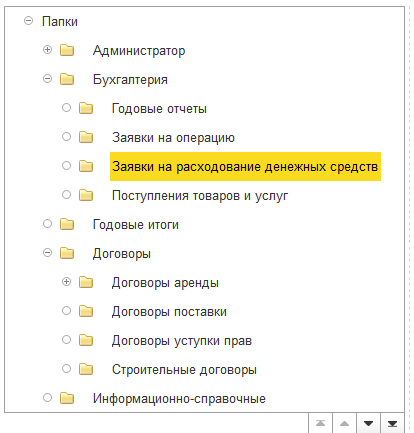 Папки
Администратор
Бухгалтерия
Годовые отчеты
Заявки на операцию
Заявки на расходование денежных средств
Поступления товаров и услуг
Годовые итоги
Договоры
Договоры аренды
Договоры поставки
Договоры уступки прав
Строительные договоры
Информационно-справочные